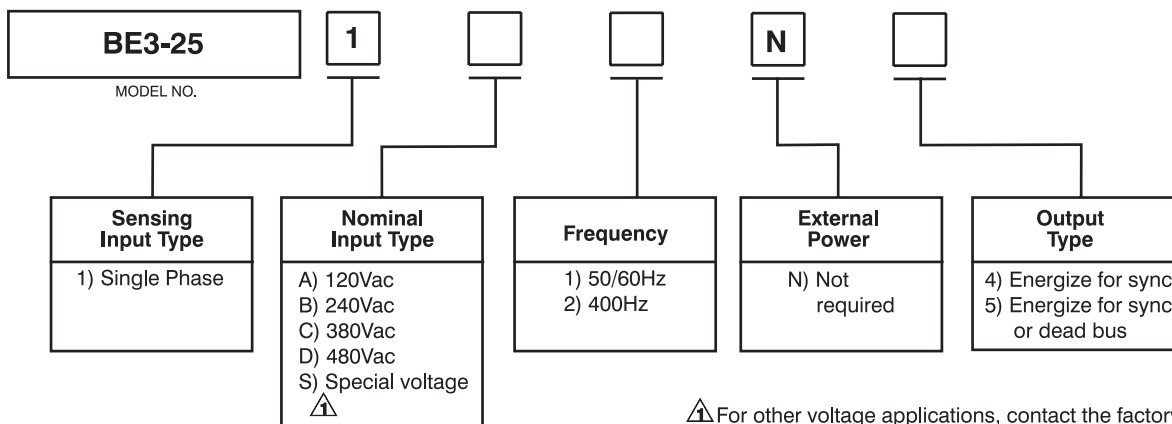 BE3-25
1
N
MODEL NO.
Sensing
Input Type
1) Single Phase
Nominal
Input Type
A) 120Vac
B) 240Vac
C) 380Vac
D) 480Vac
S) Special voltage
1
Frequency
1) 50/60Hz
2) 400Hz
External
Power
N) Not
required
Output
Type
4) Energize for sync
5) Energize for sync
or dead bus
1 For other voltage applications, contact the factory